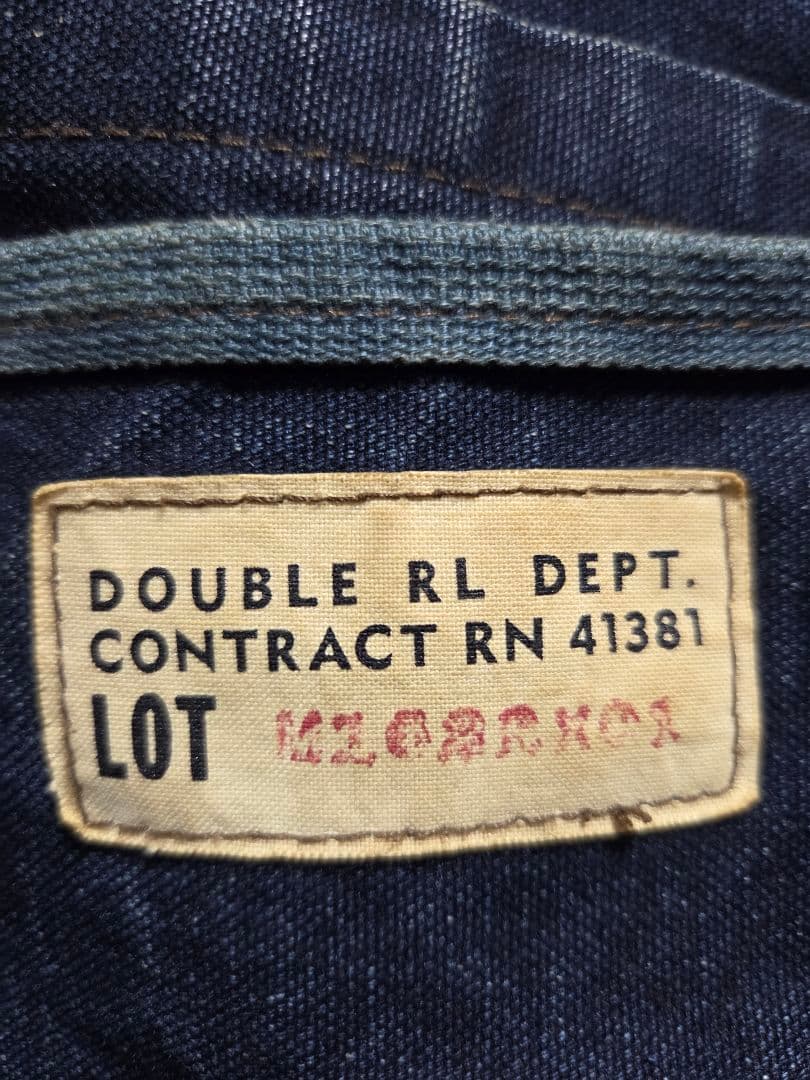 DOUBLE RL DEPT.
CONTRACT RN 41381
LOT